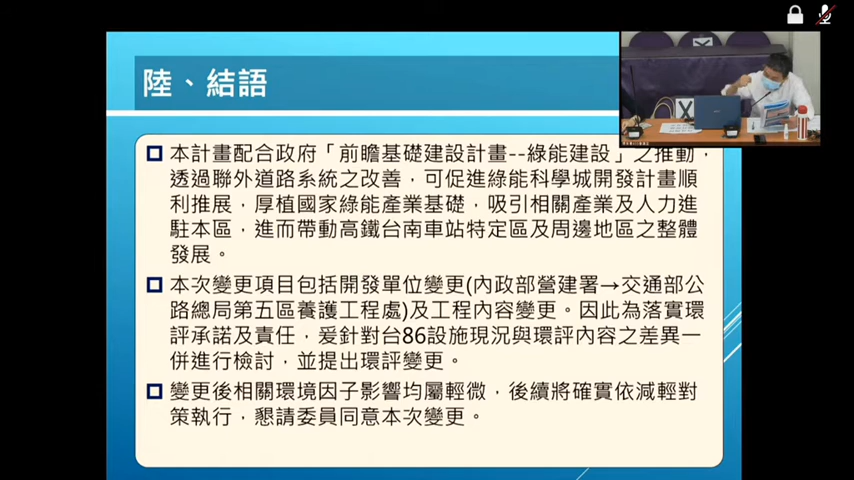 陸、結語
本計畫配合政府「前瞻基礎建設計畫--綠能建設」之推動，
透過聯外道路系統之改善，可促進綠能科學城開發計畫順
利推展，厚植國家綠能產業基礎，吸引相關產業及人力進
駐本區，進而帶動高鐵台南車站特定區及周邊地區之整體
發展。
本次變更項目包括開發單位變更(內政部營建署→交通部公
路總局第五區養護工程處)及工程內容變更。因此為落實環
評承諾及責任，爰針對台86設施現況與環評內容之差異一
併進行檢討，並提出環評變更。
變更後相關環境因子影響均屬輕微，後續將確實依減輕對
策執行，懇請委員同意本次變更。